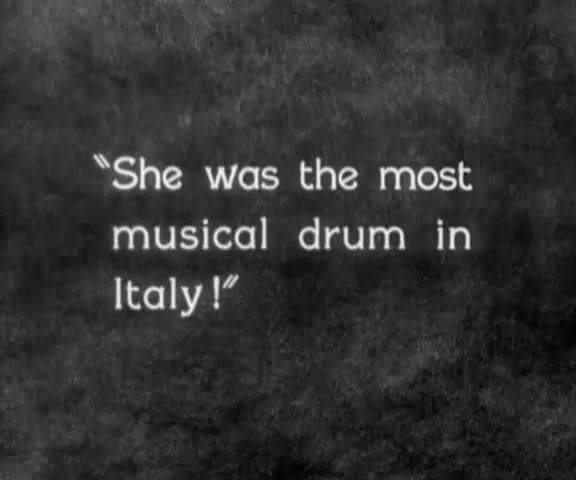 “She was the most
musical drum in
Italy!”